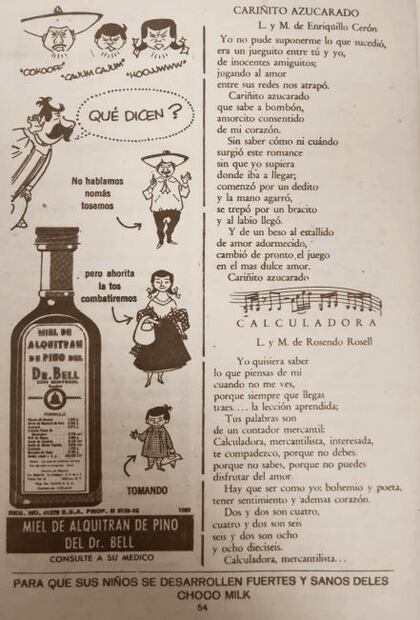 "COKOOFF"
"CAJUM CAJUM"
"HOOJJWWW"
QUÉ DICEN ?
No hablamos
nomás
tosemos
pero ahorita
la tos
combatiremos
MIEL DE
ALQUITRAN
DE PINO DEL
DR. BELL
CON GUAYACOL
FORMULA
TOMANDO
MIEL DE ALQUITRAN DE PINO
DEL Dr. BELL
CONSULTE A SU MEDICO
CARIÑITO AZUCARADO
L. y M. de Enriquillo Cerón.
Yo no pude suponerme lo que sucedió,
era un jueguito entre tú y yo,
de inocentes amiguitos;
jugando al amor
entre sus redes nos atrapó.
Cariñito azucarado
que sabe a bombón,
amorcito consentido
de mi corazón.
Sin saber cómo ni cuándo
surgió este romance
sin que yo supiera
donde iba a llegar;
comenzó por un dedito
y la mano agarró,
se trepó por un bracito
y al labio llegó.
Y de un beso al estallido
de amor adormecido,
cambió de pronto el juego
en el mas dulce amor.
Cariñito azucarado
CALCULADORA
L. y M. de Rosendo Rosell
Yo quisiera saber
lo que piensas de mi
cuando no me ves,
porque siempre que llegas
traes.... la lección aprendida;
Tus palabras son
de un contador mercantil:
Calculadora, mercantilista, interesada,
te compadezco, porque no debes.
porque no sabes, porque no puedes
disfrutar del amor.
Hay que ser como yo: bohemio y poeta,
tener sentimiento y ademas corazón.
Dos y dos son cuatro,
cuatro y dos son seis
seis y dos son ocho
y ocho dieciseis.
Calculadora, mercantilista...
PARA QUE SUS NIÑOS SE DESARROLLEN FUERTES Y SANOS DELES
CHOCO MILK
54